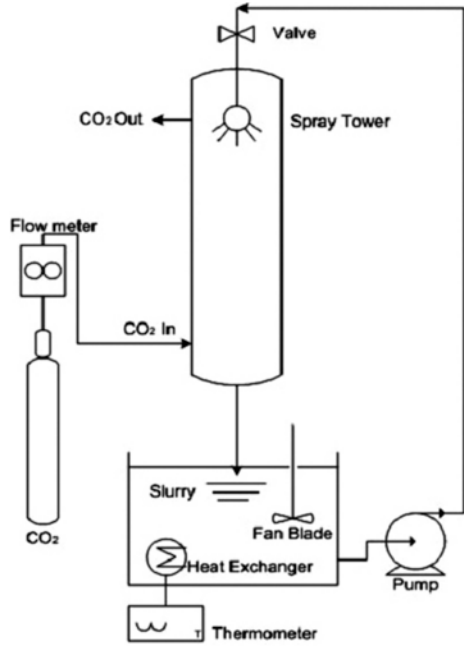 Valve
CO₂ Out
Spray Tower
Flow meter
CO₂ In
Slurry
Fan Blade
CO₂
Heat Exchanger
Pump
T
Thermometer